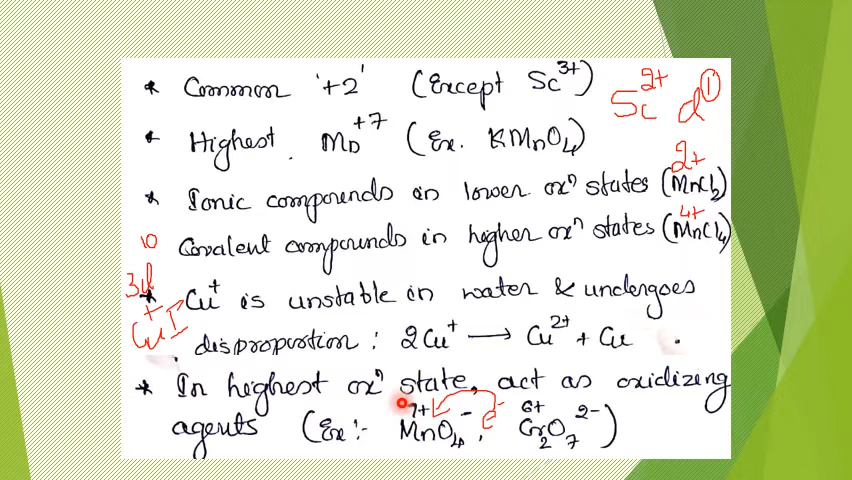 * Common '+2' (Except Sc3+) Sc2+ d1
* Highest Mn+7 (Ex. KMnO4)
2+
* Ionic compounds in lower oxn states (MnCl2)
4+
10 Covalent compounds in higher oxn states (MnCl4)
3d
* Cu+ is unstable in water & undergoes
Cu+ disproportion : 2Cu+ → Cu2+ + Cu .
* In highest oxn state, act as oxidizing
7+ e- 6+
agents (Ex :- MnO4-, Cr2O7 2-)